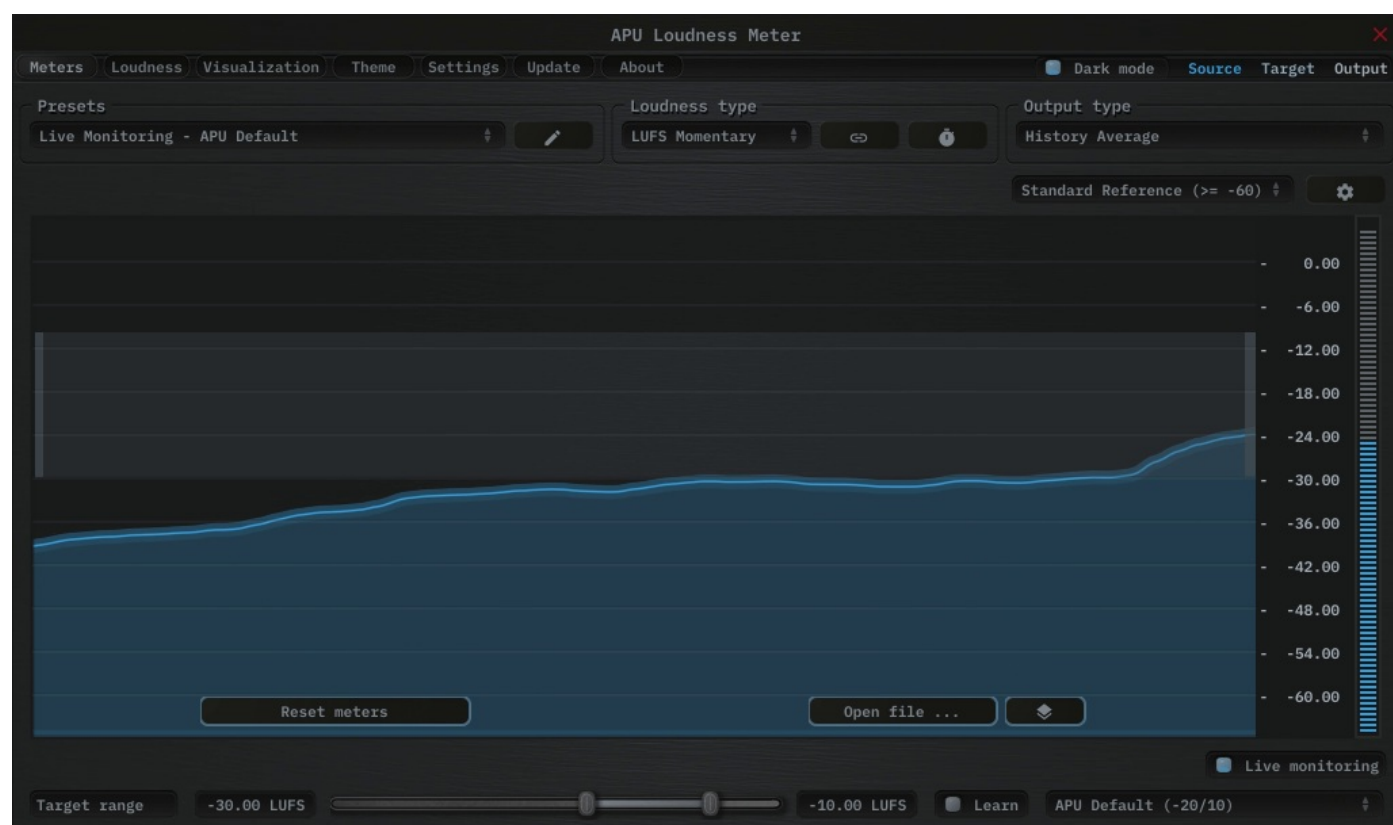 APU Loudness Meter
Meters Loudness Visualization Theme Settings Update About Dark mode Source Target Output
Presets Loudness type Output type
Live Monitoring - APU Default LUFS Momentary History Average
Standard Reference (>= -60)
- 0.00
- -6.00
- -12.00
- -18.00
- -24.00
- -30.00
- -36.00
- -42.00
- -48.00
- -54.00
- -60.00
Reset meters Open file ...
Live monitoring
Target range -30.00 LUFS -10.00 LUFS Learn APU Default (-20/10)